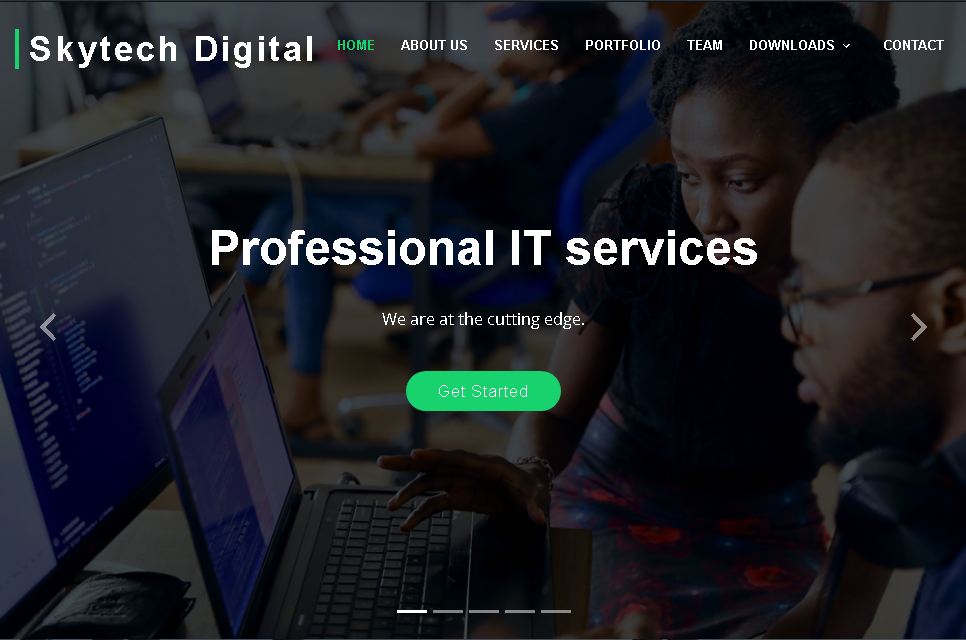 Skytech Digital
HOME ABOUT US SERVICES PORTFOLIO TEAM DOWNLOADS CONTACT
Professional IT services
We are at the cutting edge.
Get Started